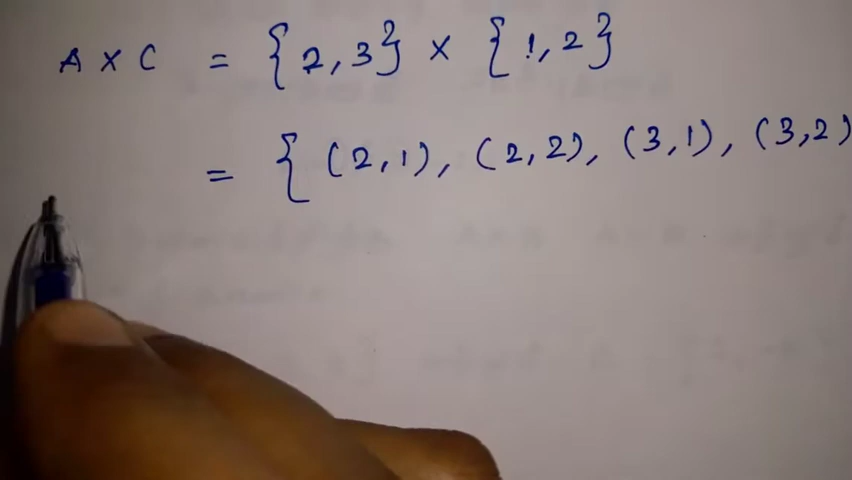 A × C = {2,3} × {1,2}
= { (2,1), (2,2), (3,1), (3,2)